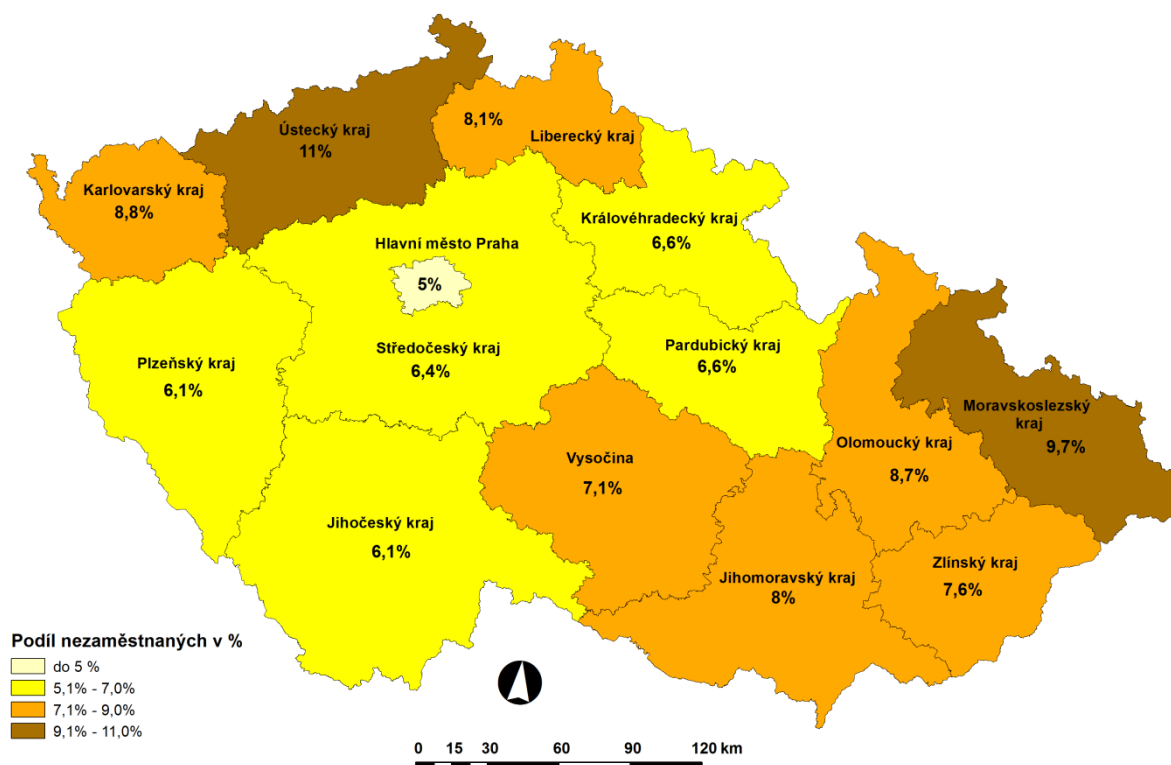 Ústecký kraj
11%
8,1%
Liberecký kraj
Karlovarský kraj
8,8%
Královéhradecký kraj
6,6%
Hlavní město Praha
5%
Plzeňský kraj
6,1%
Středočeský kraj
6,4%
Pardubický kraj
6,6%
Moravskoslezský
kraj
9,7%
Olomoucký kraj
8,7%
Vysočina
7,1%
Jihočeský kraj
6,1%
Jihomoravský kraj
8%
Zlínský kraj
7,6%
Podíl nezaměstnaných v %
do 5 %
5,1% - 7,0%
7,1% - 9,0%
9,1% - 11,0%
0 15 30 60 90 120 km